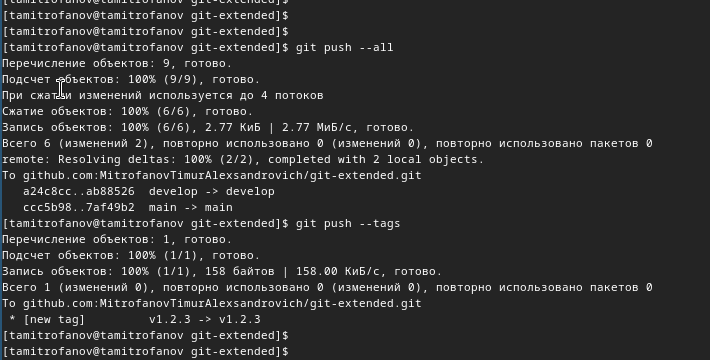 [tamitrofanov@tamitrofanov git-extended]$
[tamitrofanov@tamitrofanov git-extended]$
[tamitrofanov@tamitrofanov git-extended]$
[tamitrofanov@tamitrofanov git-extended]$ git push --all
Перечисление объектов: 9, готово.
Подсчет объектов: 100% (9/9), готово.
При сжатии изменений используется до 4 потоков
Сжатие объектов: 100% (6/6), готово.
Запись объектов: 100% (6/6), 2.77 КиБ | 2.77 МиБ/с, готово.
Всего 6 (изменений 2), повторно использовано 0 (изменений 0), повторно использовано пакетов 0
remote: Resolving deltas: 100% (2/2), completed with 2 local objects.
To github.com:MitrofanovTimurAlexsandrovich/git-extended.git
   a24c8cc..ab88526  develop -> develop
   ccc5b98..7af49b2  main -> main
[tamitrofanov@tamitrofanov git-extended]$ git push --tags
Перечисление объектов: 1, готово.
Подсчет объектов: 100% (1/1), готово.
Запись объектов: 100% (1/1), 158 байтов | 158.00 КиБ/с, готово.
Всего 1 (изменений 0), повторно использовано 0 (изменений 0), повторно использовано пакетов 0
To github.com:MitrofanovTimurAlexsandrovich/git-extended.git
 * [new tag]         v1.2.3 -> v1.2.3
[tamitrofanov@tamitrofanov git-extended]$
[tamitrofanov@tamitrofanov git-extended]$